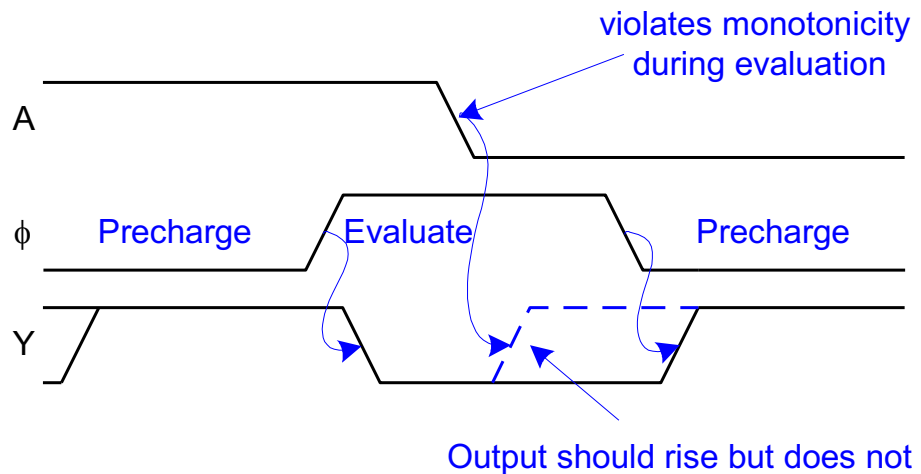 violates monotonicity
during evaluation
A
ϕ Precharge Evaluate Precharge
Y
Output should rise but does not